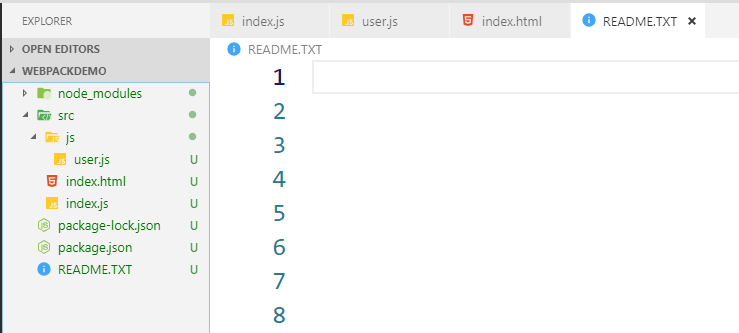 EXPLORER
OPEN EDITORS
WEBPACKDEMO
node_modules
src
js
user.js U
index.html U
index.js U
package-lock.json U
package.json U
README.TXT U
index.js user.js index.html README.TXT
README.TXT
1
2
3
4
5
6
7
8